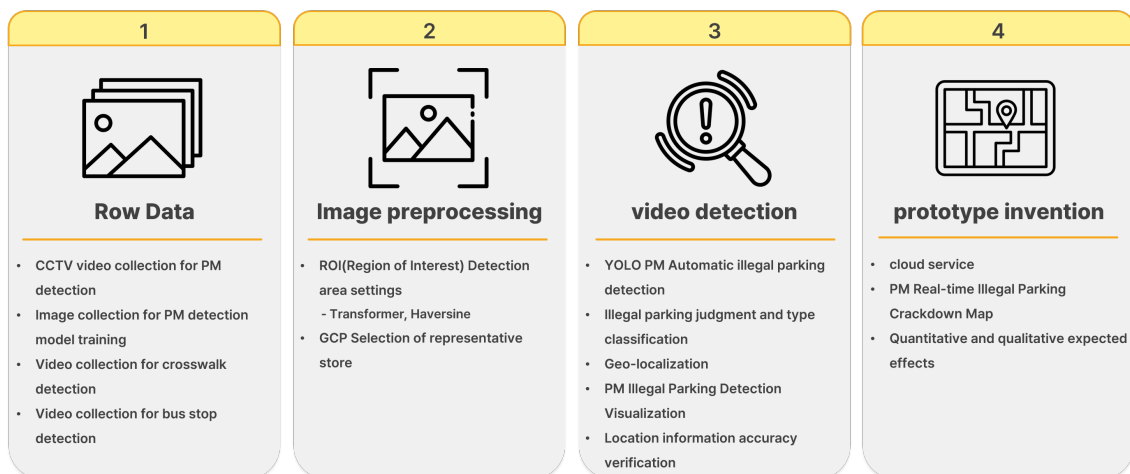 1
Row Data
• CCTV video collection for PM
detection
• Image collection for PM detection
model training
• Video collection for crosswalk
detection
• Video collection for bus stop
detection
2
Image preprocessing
• ROI(Region of Interest) Detection
area settings
- Transformer, Haversine
• GCP Selection of representative
store
3
video detection
• YOLO PM Automatic illegal parking
detection
• Illegal parking judgment and type
classification
• Geo-localization
• PM Illegal Parking Detection
Visualization
• Location information accuracy
verification
4
prototype invention
• cloud service
• PM Real-time Illegal Parking
Crackdown Map
• Quantitative and qualitative expected
effects